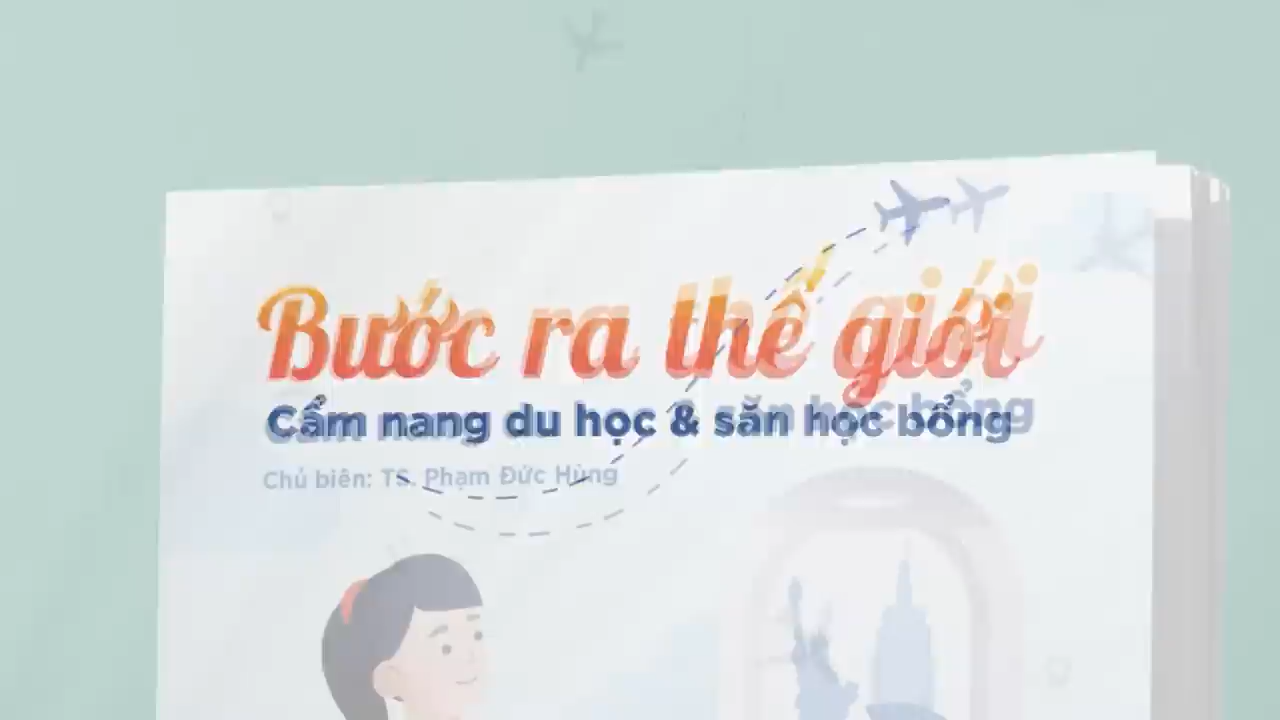 Bước ra thế giới
Cẩm nang du học & săn học bổng
Chủ biên: TS. Phạm Đức Hùng